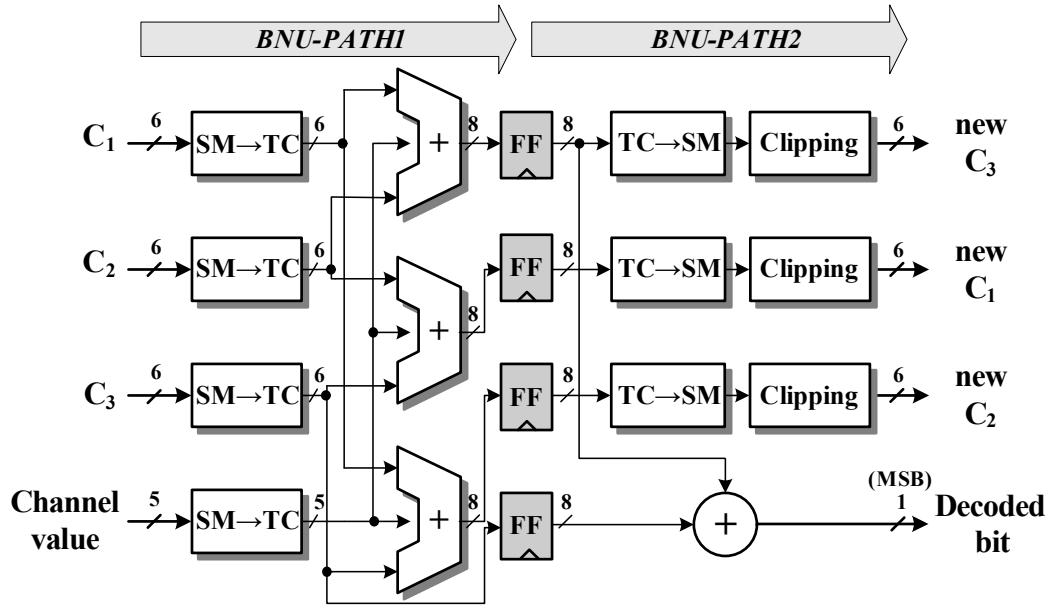 BNU-PATH1 BNU-PATH2
C₁ 6 SM→TC 6 + 8 FF 8 TC→SM Clipping 6 new C₃
C₂ 6 SM→TC 6 + 8 FF 8 TC→SM Clipping 6 new C₁
C₃ 6 SM→TC 6 FF 8 TC→SM Clipping 6 new C₂
Channel value 5 SM→TC 5 + 8 FF 8 + (MSB) 1 Decoded bit